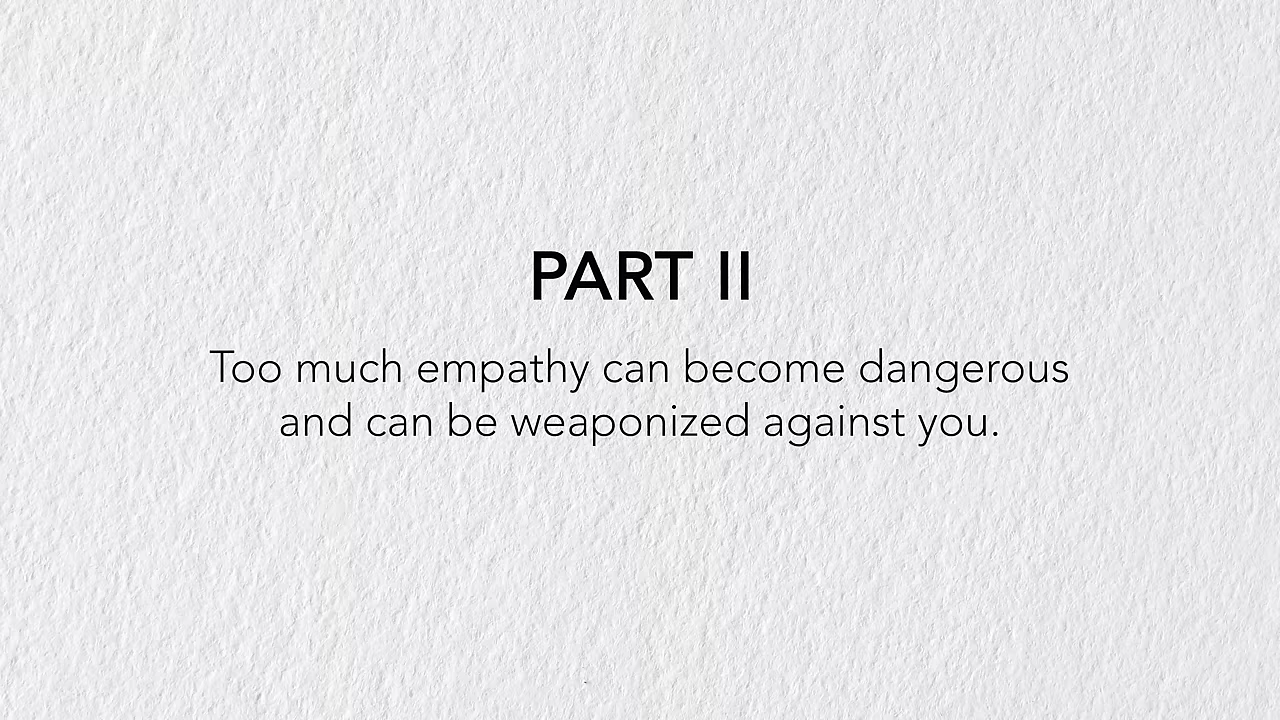 PART II
Too much empathy can become dangerous
and can be weaponized against you.